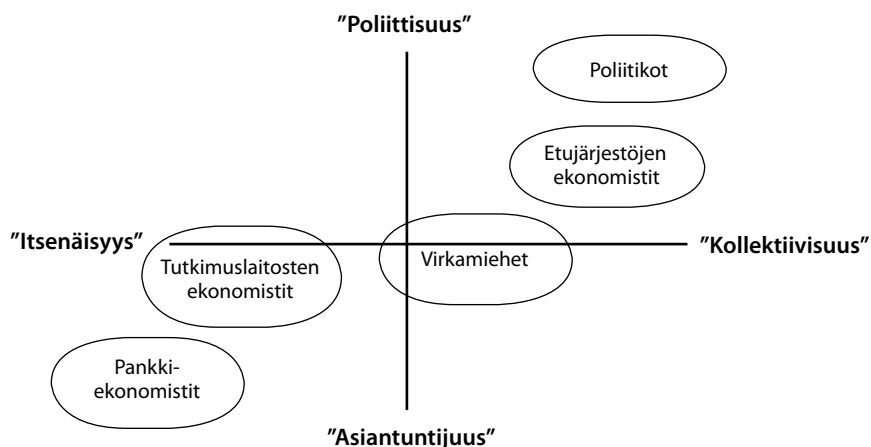 ”Poliittisuus”
Poliitikot
Etujärjestöjen
ekonomistit
”Itsenäisyys”
”Kollektiivisuus”
Virkamiehet
Tutkimuslaitosten
ekonomistit
Pankki-
ekonomistit
”Asiantuntijuus”